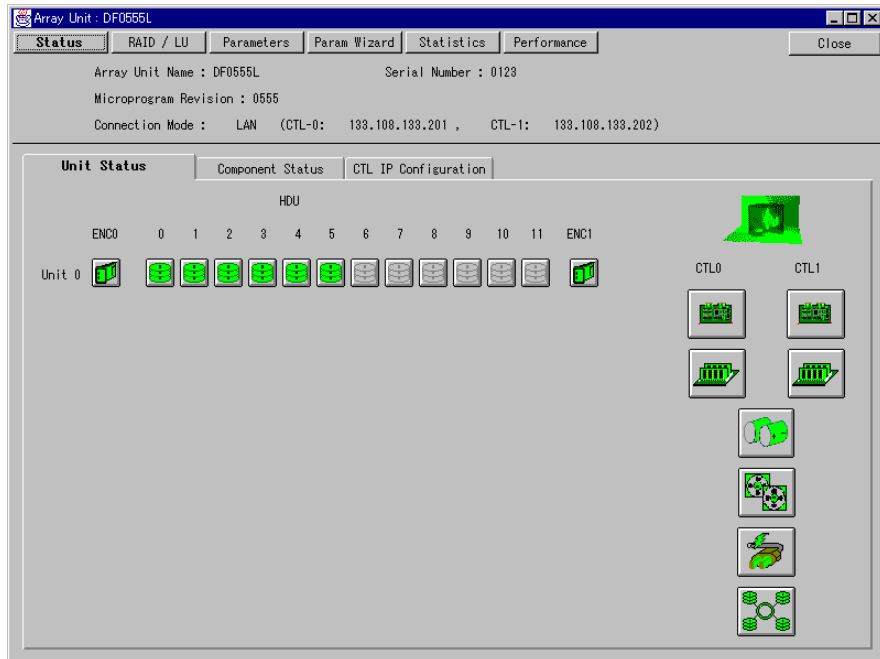 Array Unit : DF0555L
Status RAID / LU Parameters Param Wizard Statistics Performance Close
Array Unit Name : DF0555L Serial Number : 0123
Microprogram Revision : 0555
Connection Mode : LAN (CTL-0: 133.108.133.201 , CTL-1: 133.108.133.202)
Unit Status Component Status CTL IP Configuration
HDU
ENC0 0 1 2 3 4 5 6 7 8 9 10 11 ENC1
Unit 0
CTL0 CTL1